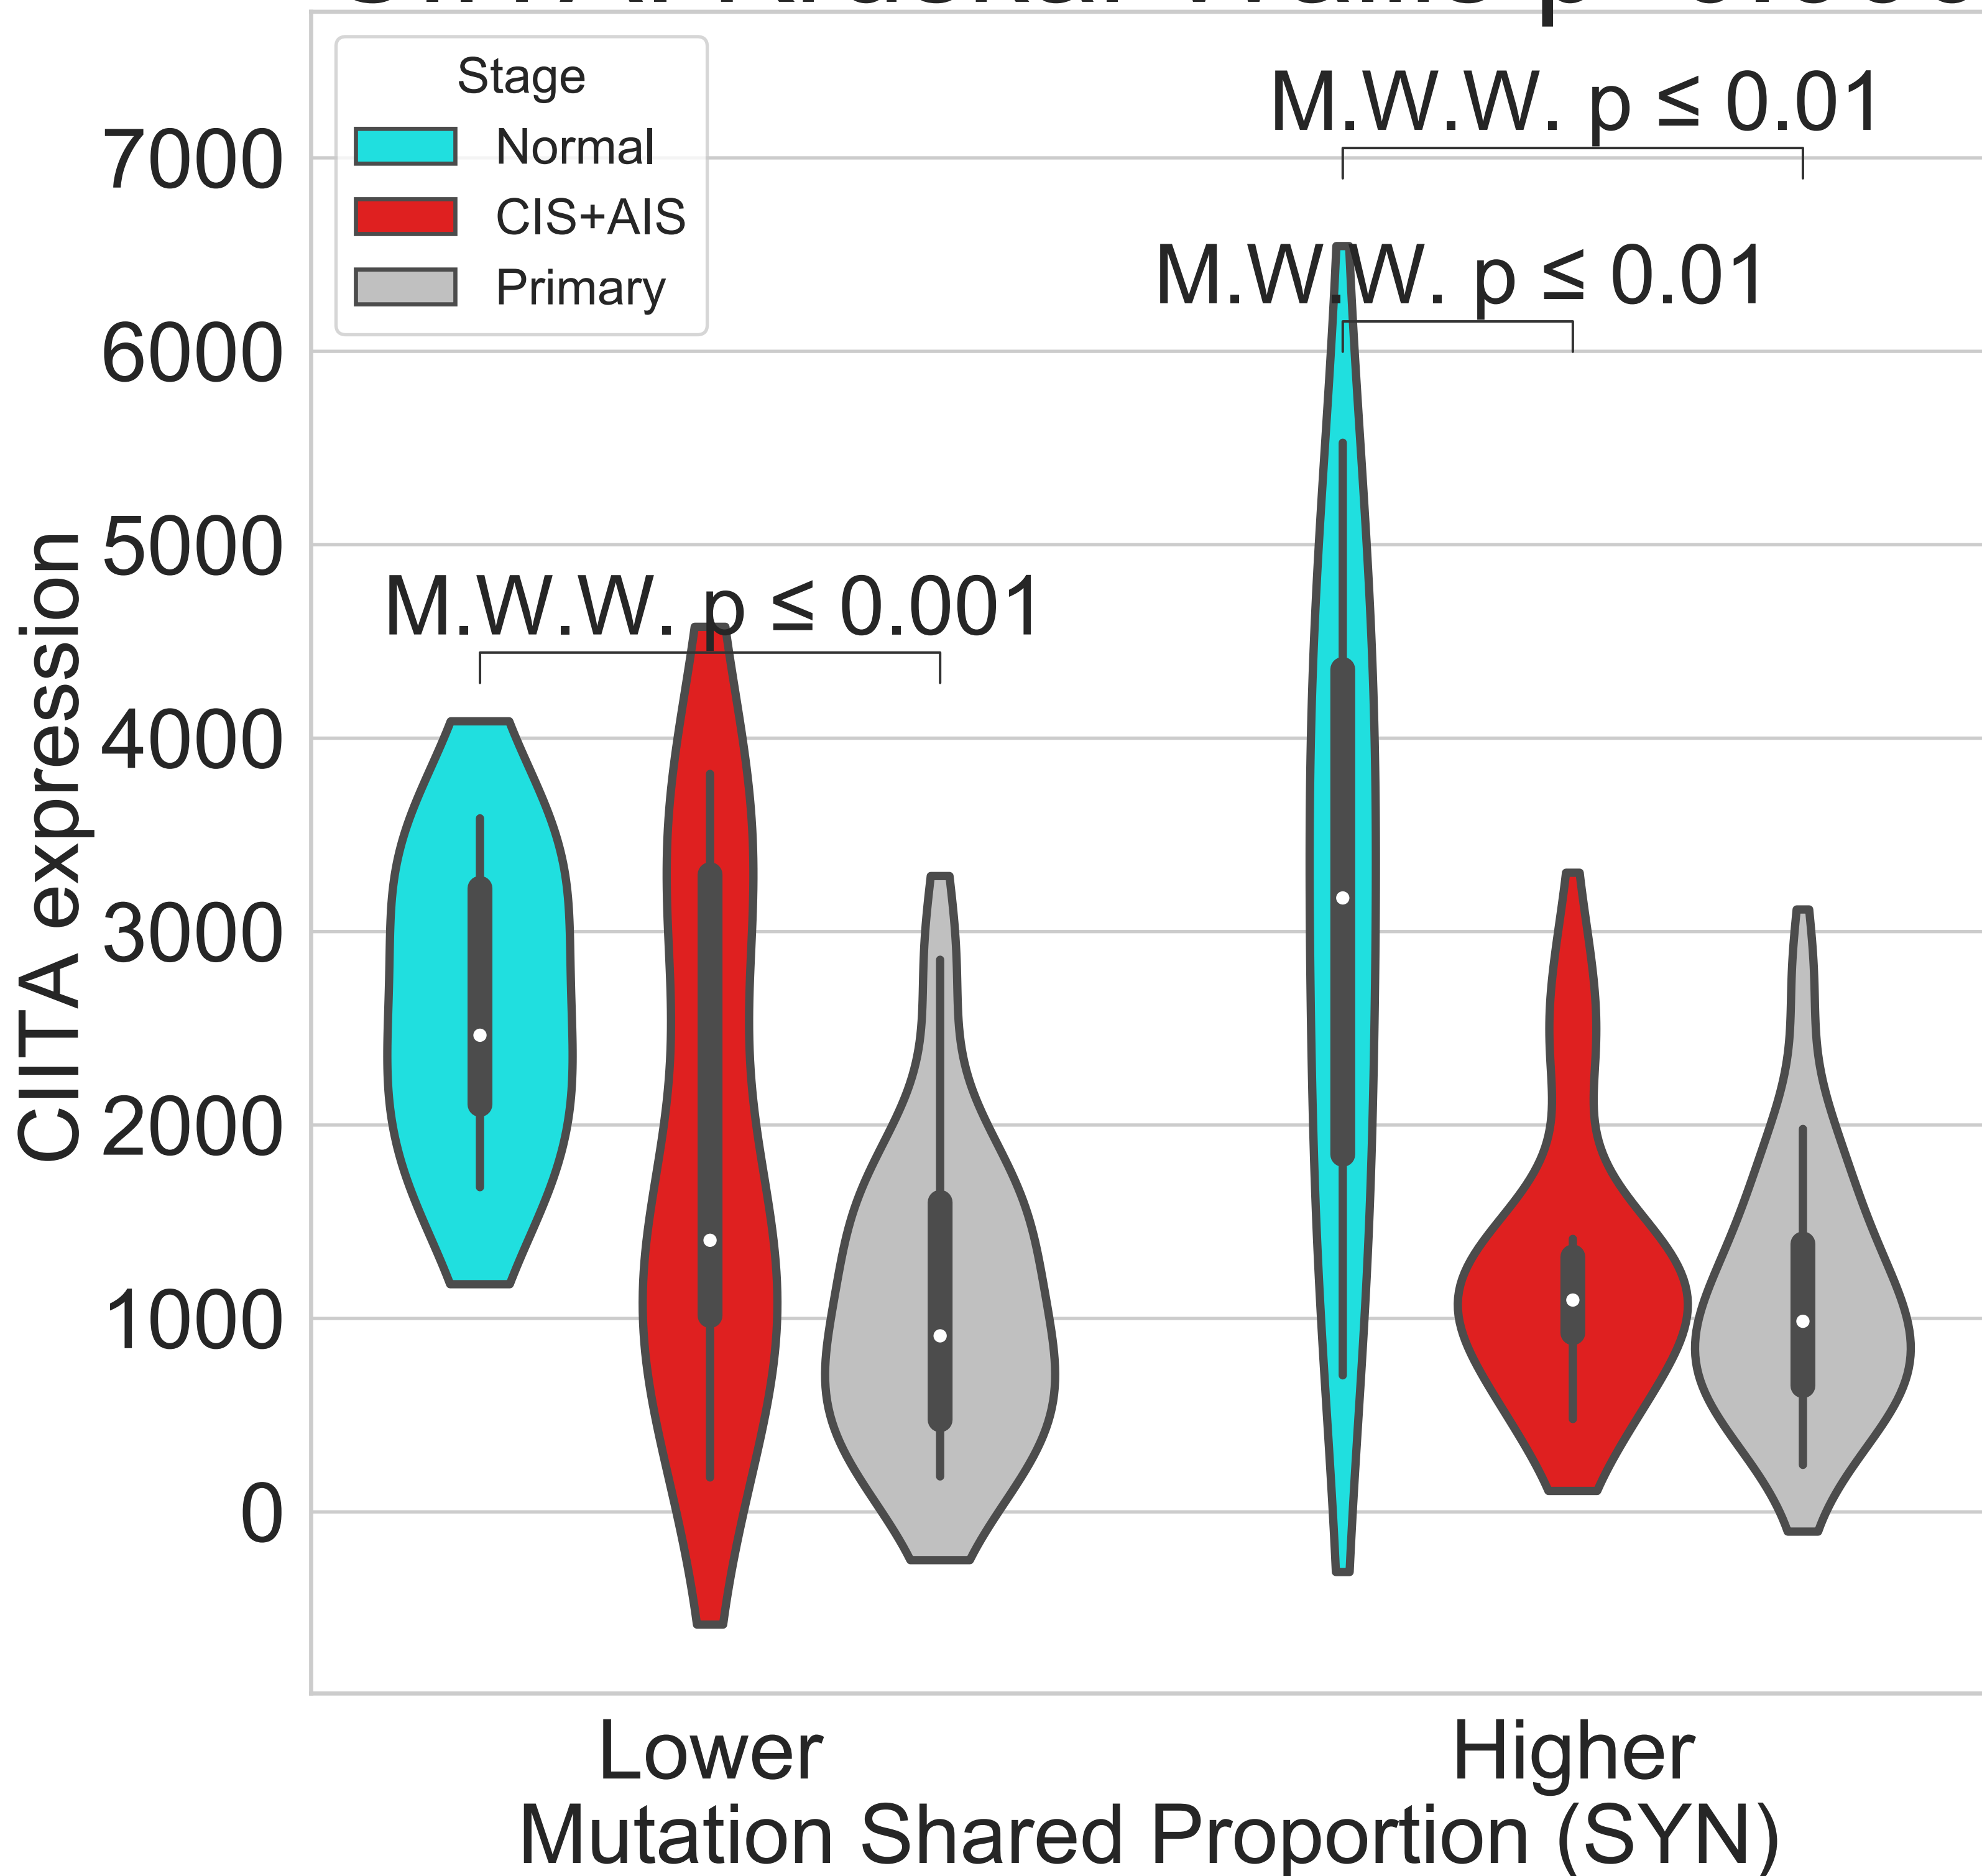 Stage
Normal
CIS+AIS
Primary
M.W.W. p ≤ 0.01
M.W.W. p ≤ 0.01
M.W.W. p ≤ 0.001
7000
6000
5000
4000
3000
2000
1000
0
CIITA expression
Lower
Higher
Mutation Shared Proportion (SYN)